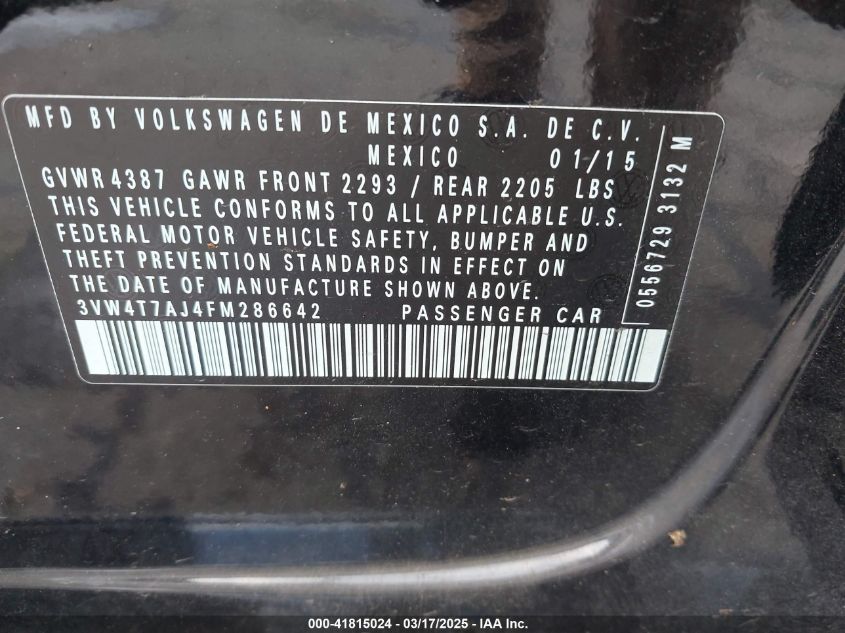 MFD BY VOLKSWAGEN DE MEXICO S.A. DE C.V.
MEXICO 01/15
GVWR 4387 GAWR FRONT 2293 / REAR 2205 LBS
THIS VEHICLE CONFORMS TO ALL APPLICABLE U.S.
FEDERAL MOTOR VEHICLE SAFETY, BUMPER AND
THEFT PREVENTION STANDARDS IN EFFECT ON
THE DATE OF MANUFACTURE SHOWN ABOVE.
3VW4T7AJ4FM286642 PASSENGER CAR
0556729 3132 M
000-41815024 — 03/17/2025 — IAA Inc.